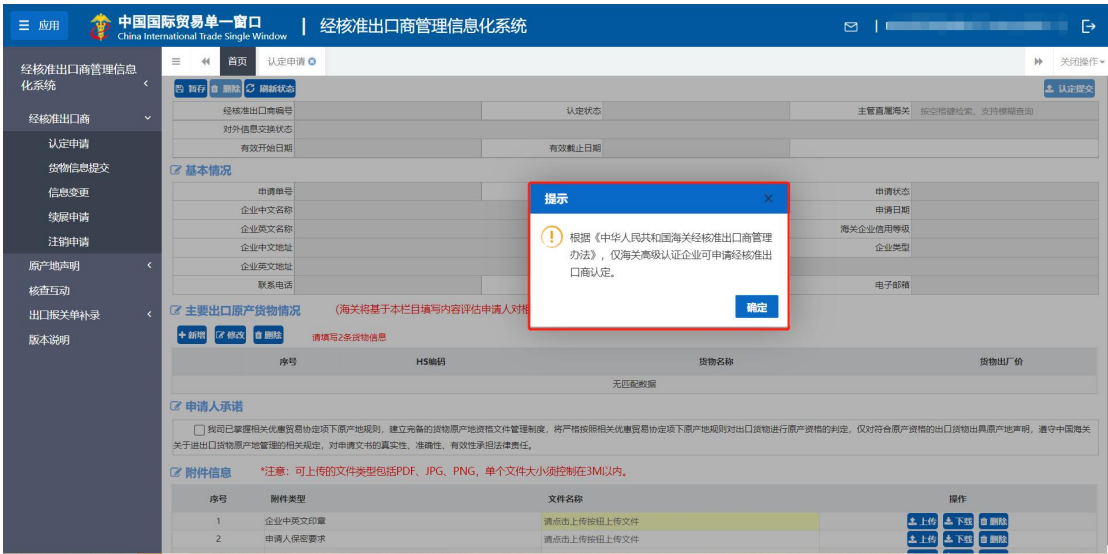 应用
中国国际贸易单一窗口
China International Trade Single Window
经核准出口商管理信息化系统
经核准出口商管理信息
化系统
经核准出口商
认定申请
货物信息提交
信息变更
续展申请
注销申请
原产地声明
核查互动
出口报关单补录
版本说明
首页 认定申请 关闭操作
暂存 删除 刷新状态 认定提交
经核准出口商编号 认定状态 主管直属海关 按空格键检索，支持模糊查询
对外信息交换状态
有效开始日期 有效截止日期
基本情况
申请单号 申请状态
企业中文名称 申请日期
企业英文名称 海关企业信用等级
企业中文地址 企业类型
企业英文地址
联系电话 电子邮箱
提示
根据《中华人民共和国海关经核准出口商管理
办法》，仅海关高级认证企业可申请经核准出
口商认定。
确定
主要出口原产货物情况 (海关将基于本栏目填写内容评估申请人对相
新增 修改 删除 请填写2条货物信息
序号 HS编码 货物名称 货物出厂价
无匹配数据
申请人承诺
我司已掌握相关优惠贸易协定项下原产地规则，建立完备的货物原产地资格文件管理制度，将严格按照相关优惠贸易协定项下原产地规则对出口货物进行原产资格的判定，仅对符合原产资格的出口货物出具原产地声明，遵守中国海关
关于进出口货物原产地管理的相关规定，对申请文书的真实性、准确性、有效性承担法律责任。
附件信息 *注意：可上传的文件类型包括PDF、JPG、PNG，单个文件大小须控制在3M以内。
序号 附件类型 文件名称 操作
1 企业中英文印章 请点击上传按钮上传文件 上传 下载 删除
2 申请人保密要求 请点击上传按钮上传文件 上传 下载 删除